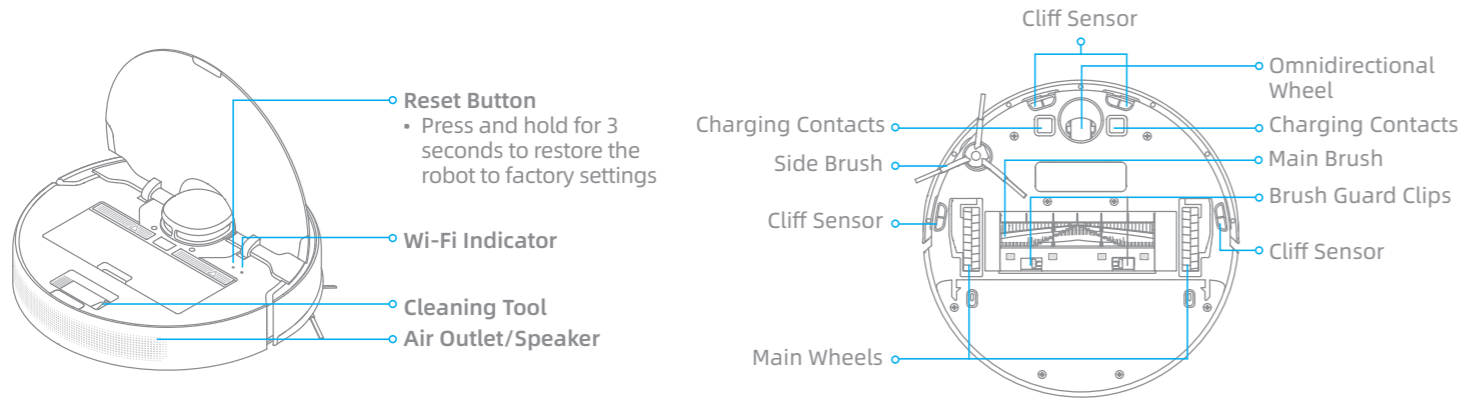 Reset Button
• Press and hold for 3
seconds to restore the
robot to factory settings
Wi-Fi Indicator
Cleaning Tool
Air Outlet/Speaker
Cliff Sensor
Omnidirectional
Wheel
Charging Contacts
Charging Contacts
Side Brush
Main Brush
Brush Guard Clips
Cliff Sensor
Cliff Sensor
Main Wheels